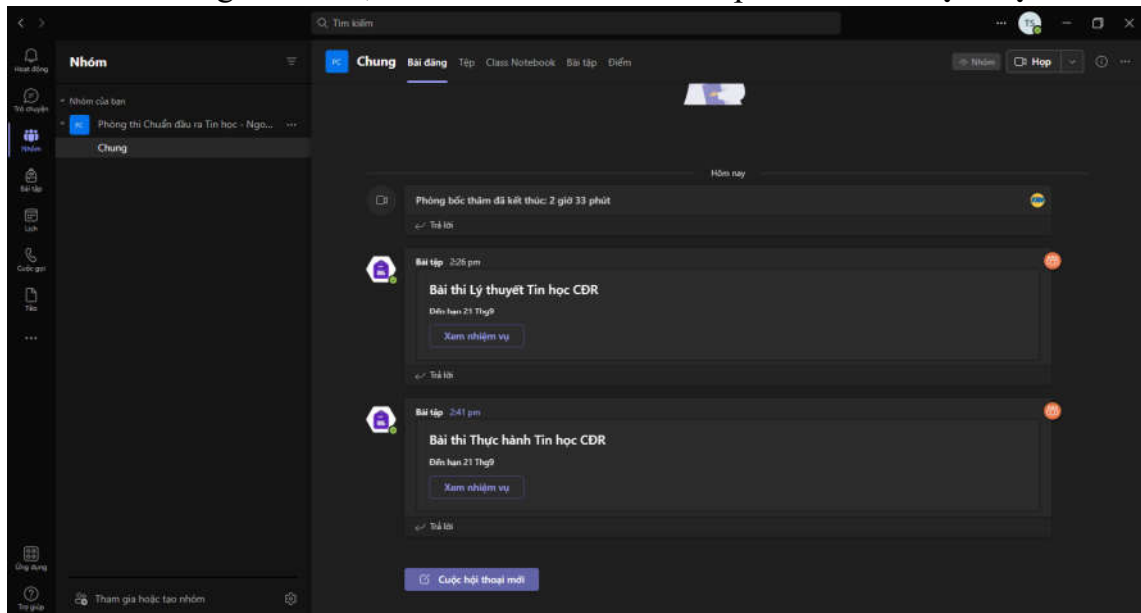 Tìm kiếm
TS
Hoạt động
Trò chuyện
Nhóm
Bài tập
Lịch
Cuộc gọi
Tệp
Ứng dụng
Trợ giúp
Nhóm
Nhóm của bạn
PC Phòng thi Chuẩn đầu ra Tin học - Ngo...
Chung
Tham gia hoặc tạo nhóm
PC Chung Bài đăng Tệp Class Notebook Bài tập Điểm
Nhóm Họp
Hôm nay
Phòng bốc thăm đã kết thúc: 2 giờ 33 phút
Trả lời
Bài tập 2:26 pm
Bài thi Lý thuyết Tin học CĐR
Đến hạn 21 Thg9
Xem nhiệm vụ
Trả lời
Bài tập 2:41 pm
Bài thi Thực hành Tin học CĐR
Đến hạn 21 Thg9
Xem nhiệm vụ
Trả lời
Cuộc hội thoại mới